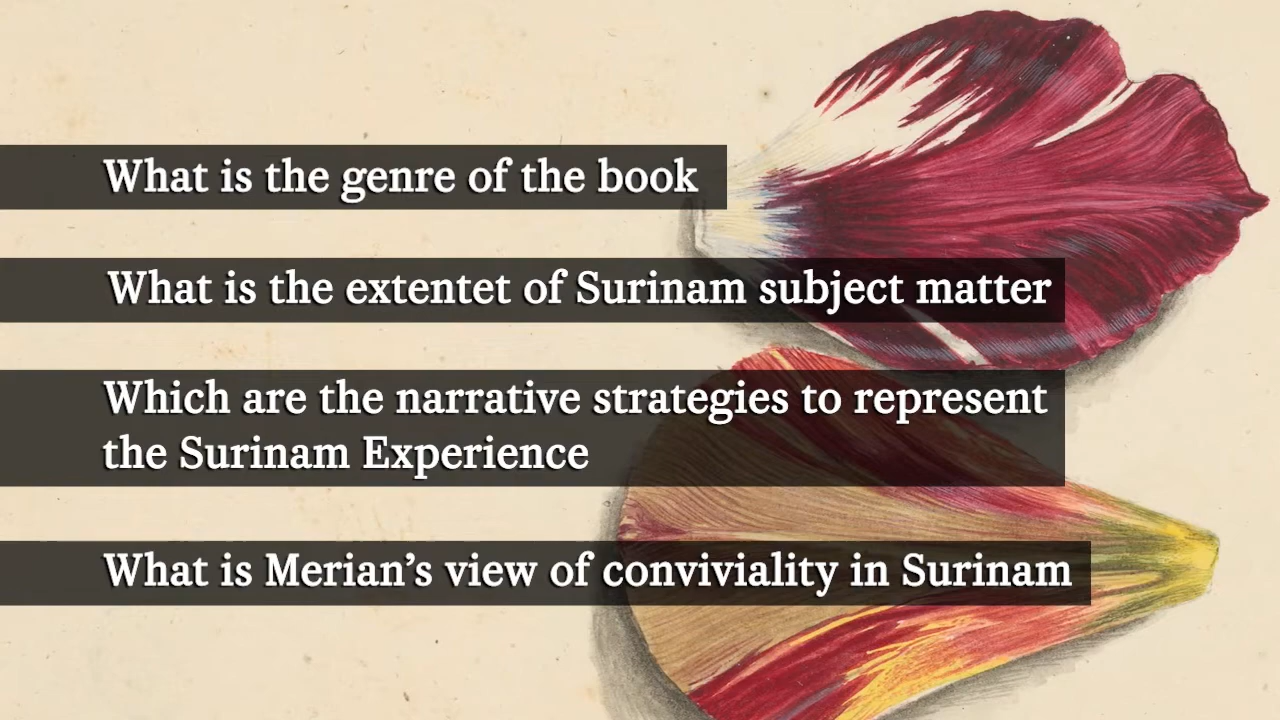 What is the genre of the book
What is the extentet of Surinam subject matter
Which are the narrative strategies to represent
the Surinam Experience
What is Merian’s view of conviviality in Surinam